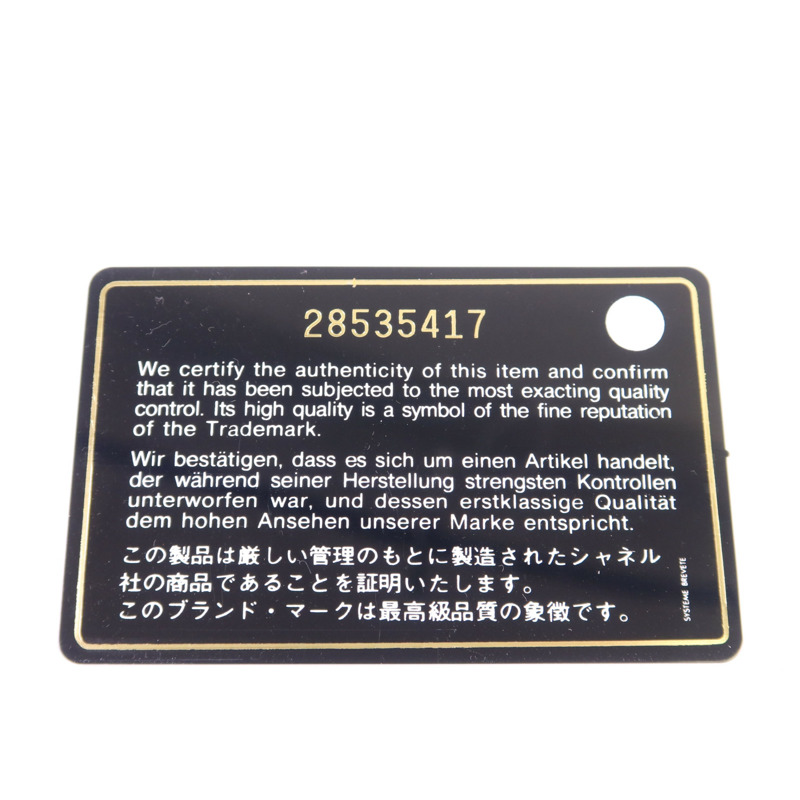 28535417
We certify the authenticity of this item and confirm
that it has been subjected to the most exacting quality
control. Its high quality is a symbol of the fine reputation
of the Trademark.
Wir bestätigen, dass es sich um einen Artikel handelt,
der während seiner Herstellung strengsten Kontrollen
unterworfen war, und dessen erstklassige Qualität
dem hohen Ansehen unserer Marke entspricht.
この製品は厳しい管理のもとに製造されたシャネル
社の商品であることを証明いたします。
このブランド・マークは最高級品質の象徴です。
SYSTEME BREVETE